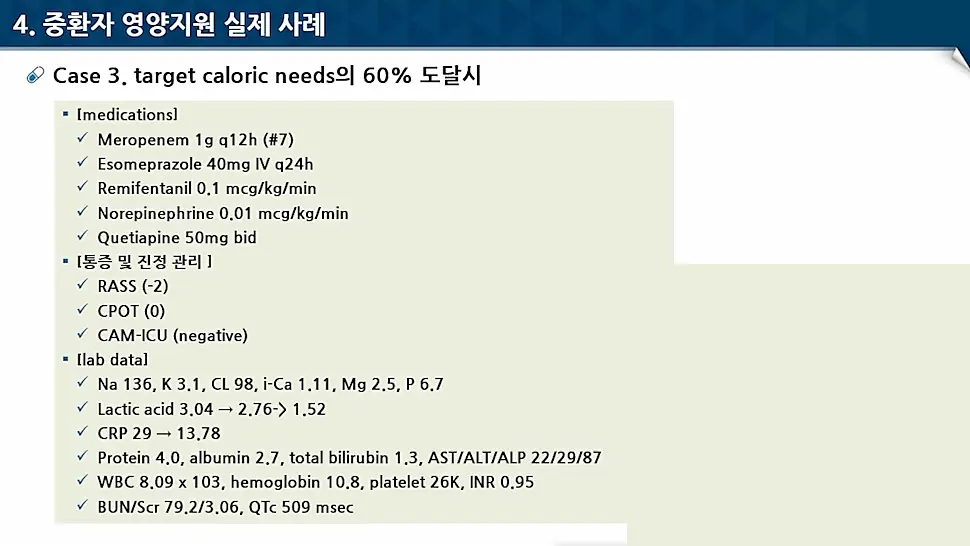 4. 중환자 영양지원 실제 사례
Case 3. target caloric needs의 60% 도달시
[medications]
Meropenem 1g q12h (#7)
Esomeprazole 40mg IV q24h
Remifentanil 0.1 mcg/kg/min
Norepinephrine 0.01 mcg/kg/min
Quetiapine 50mg bid
[통증 및 진정 관리 ]
RASS (-2)
CPOT (0)
CAM-ICU (negative)
[lab data]
Na 136, K 3.1, CL 98, i-Ca 1.11, Mg 2.5, P 6.7
Lactic acid 3.04 → 2.76-> 1.52
CRP 29 → 13.78
Protein 4.0, albumin 2.7, total bilirubin 1.3, AST/ALT/ALP 22/29/87
WBC 8.09 x 103, hemoglobin 10.8, platelet 26K, INR 0.95
BUN/Scr 79.2/3.06, QTc 509 msec